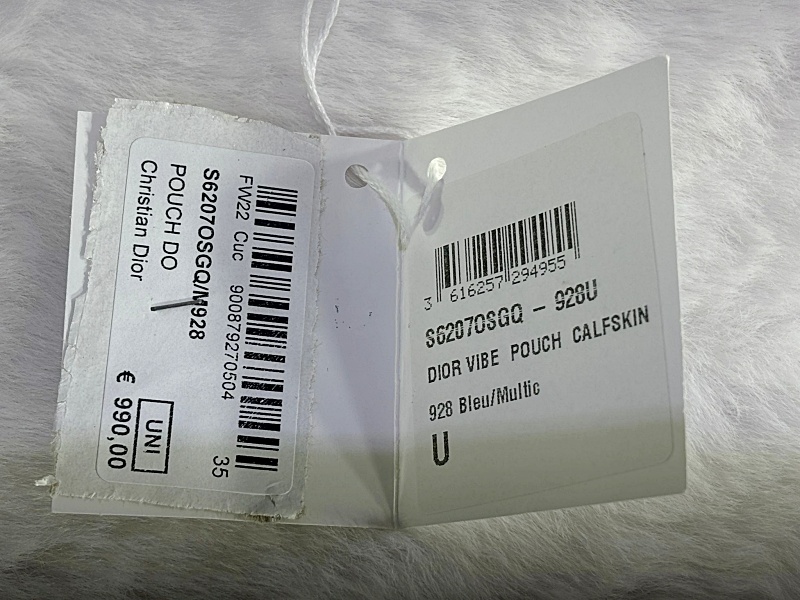 FW22 Cuc 900879270504 35
S6207OSGQ/M928
POUCH DO
Christian Dior
UNI
€ 990,00
3 616257 294955
S6207OSGQ - 928U
DIOR VIBE POUCH CALFSKIN
928 Bleu/Multic
U